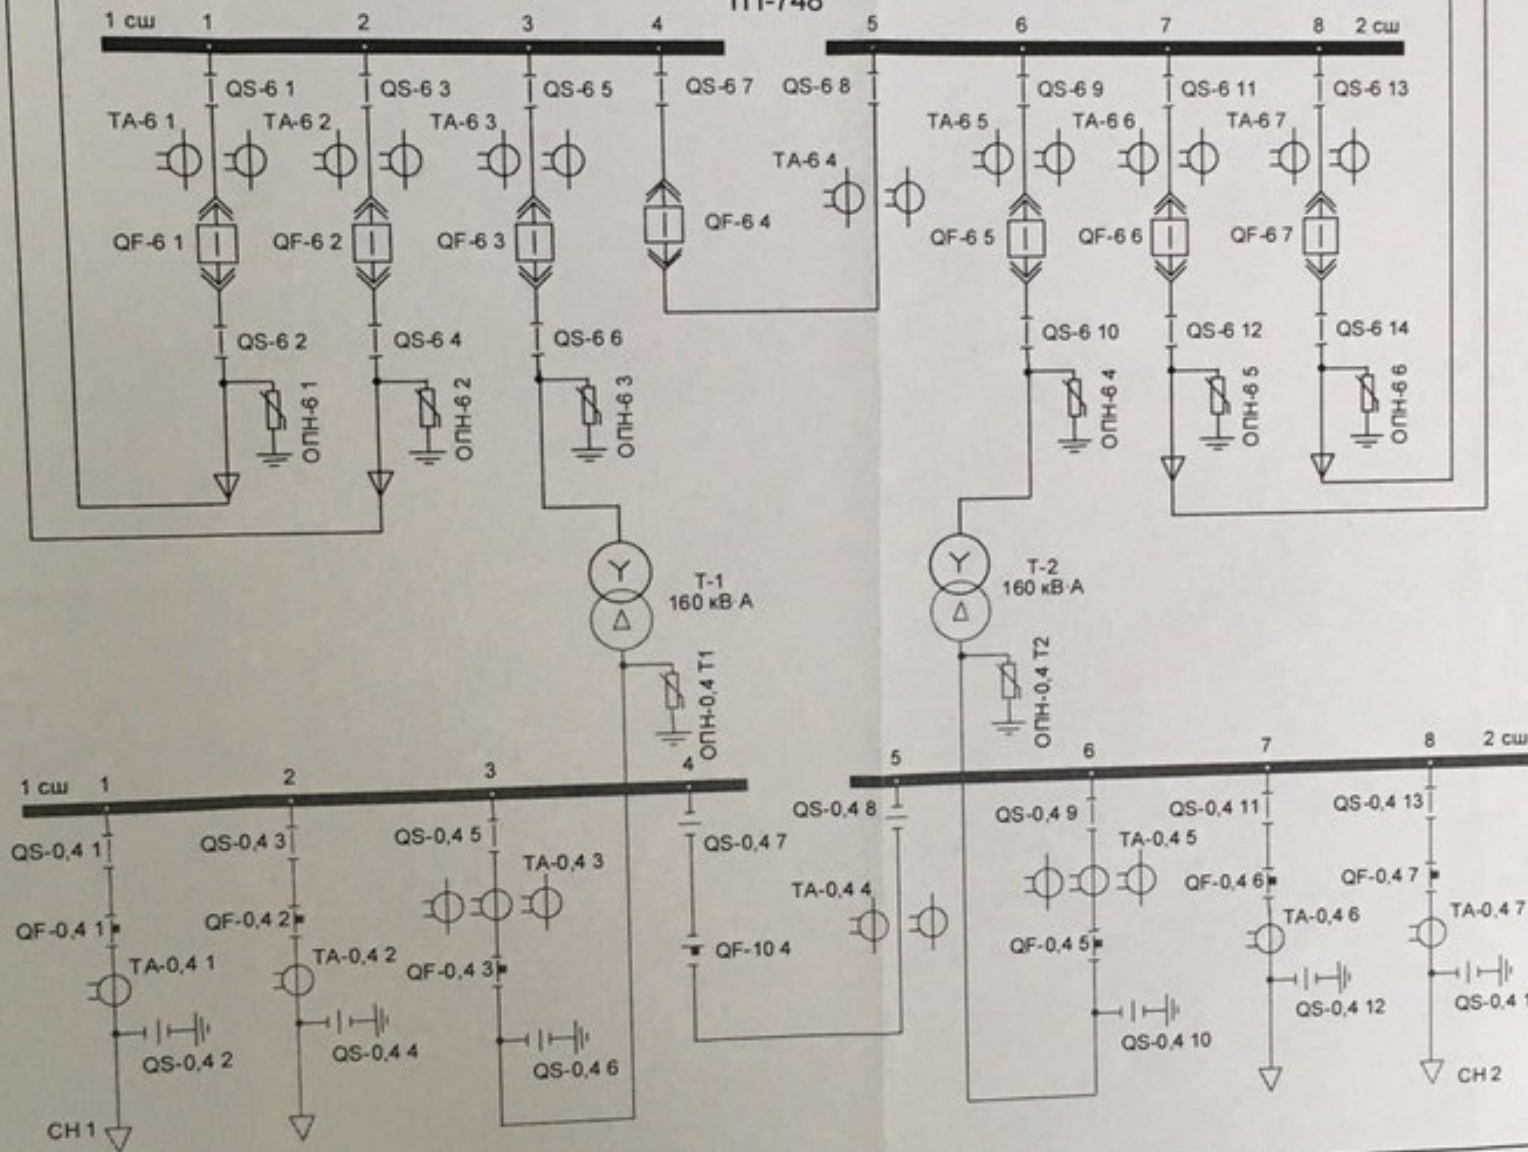 ТП-748
1 сш 1 2 3 4 5 6 7 8 2 сш
QS-6 1 QS-6 3 QS-6 5 QS-6 7 QS-6 8 QS-6 9 QS-6 11 QS-6 13
TA-6 1 TA-6 2 TA-6 3 TA-6 4 TA-6 5 TA-6 6 TA-6 7
QF-6 1 QF-6 2 QF-6 3 QF-6 4 QF-6 5 QF-6 6 QF-6 7
QS-6 2 QS-6 4 QS-6 6 QS-6 10 QS-6 12 QS-6 14
ОПН-6 1 ОПН-6 2 ОПН-6 3 ОПН-6 4 ОПН-6 5 ОПН-6 6
Т-1 Т-2
160 кВ·А 160 кВ·А
ОПН-0,4 Т1 ОПН-0,4 Т2
1 сш 1 2 3 4 5 6 7 8 2 сш
QS-0,4 1 QS-0,4 3 QS-0,4 5 QS-0,4 7 QS-0,4 8 QS-0,4 9 QS-0,4 11 QS-0,4 13
TA-0,4 3 TA-0,4 4 TA-0,4 5
QF-0,4 1 QF-0,4 2 QF-0,4 3 QF-10 4 QF-0,4 5 QF-0,4 6 QF-0,4 7
TA-0,4 1 TA-0,4 2 TA-0,4 6 TA-0,4 7
QS-0,4 2 QS-0,4 4 QS-0,4 6 QS-0,4 10 QS-0,4 12 QS-0,4 1
СН 1 СН 2